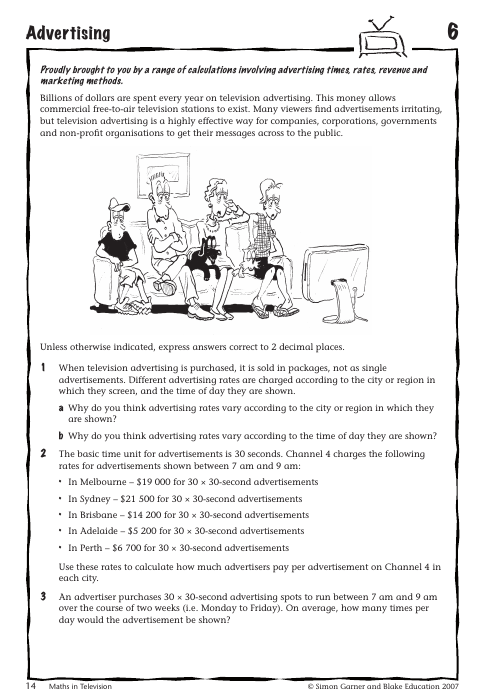 Advertising
6
Proudly brought to you by a range of calculations involving advertising times, rates, revenue and
marketing methods.
Billions of dollars are spent every year on television advertising. This money allows
commercial free-to-air television stations to exist. Many viewers find advertisements irritating,
but television advertising is a highly effective way for companies, corporations, governments
and non-profit organisations to get their messages across to the public.
Unless otherwise indicated, express answers correct to 2 decimal places.
1 When television advertising is purchased, it is sold in packages, not as single
advertisements. Different advertising rates are charged according to the city or region in
which they screen, and the time of day they are shown.
a Why do you think advertising rates vary according to the city or region in which they
are shown?
b Why do you think advertising rates vary according to the time of day they are shown?
2 The basic time unit for advertisements is 30 seconds. Channel 4 charges the following
rates for advertisements shown between 7 am and 9 am:
• In Melbourne – $19 000 for 30 × 30-second advertisements
• In Sydney – $21 500 for 30 × 30-second advertisements
• In Brisbane – $14 200 for 30 × 30-second advertisements
• In Adelaide – $5 200 for 30 × 30-second advertisements
• In Perth – $6 700 for 30 × 30-second advertisements
Use these rates to calculate how much advertisers pay per advertisement on Channel 4 in
each city.
3 An advertiser purchases 30 × 30-second advertising spots to run between 7 am and 9 am
over the course of two weeks (i.e. Monday to Friday). On average, how many times per
day would the advertisement be shown?
14 Maths in Television
© Simon Garner and Blake Education 2007